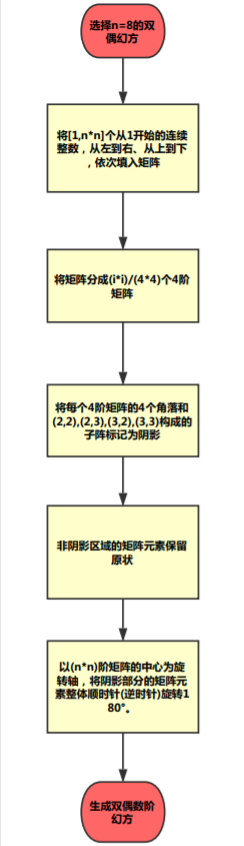 选择n=8的双
偶幻方
将[1,n*n]个从1开始的连续
整数，从左到右、从上到下
，依次填入矩阵
将矩阵分成(i*i)/(4*4)个4阶
矩阵
将每个4阶矩阵的4个角落和
(2,2),(2,3),(3,2),(3,3)构成的
子阵标记为阴影
非阴影区域的矩阵元素保留
原状
以(n*n)阶矩阵的中心为旋
转轴，将阴影部分的矩阵元
素整体顺时针(逆时针)旋转1
80°。
生成双偶数阶
幻方